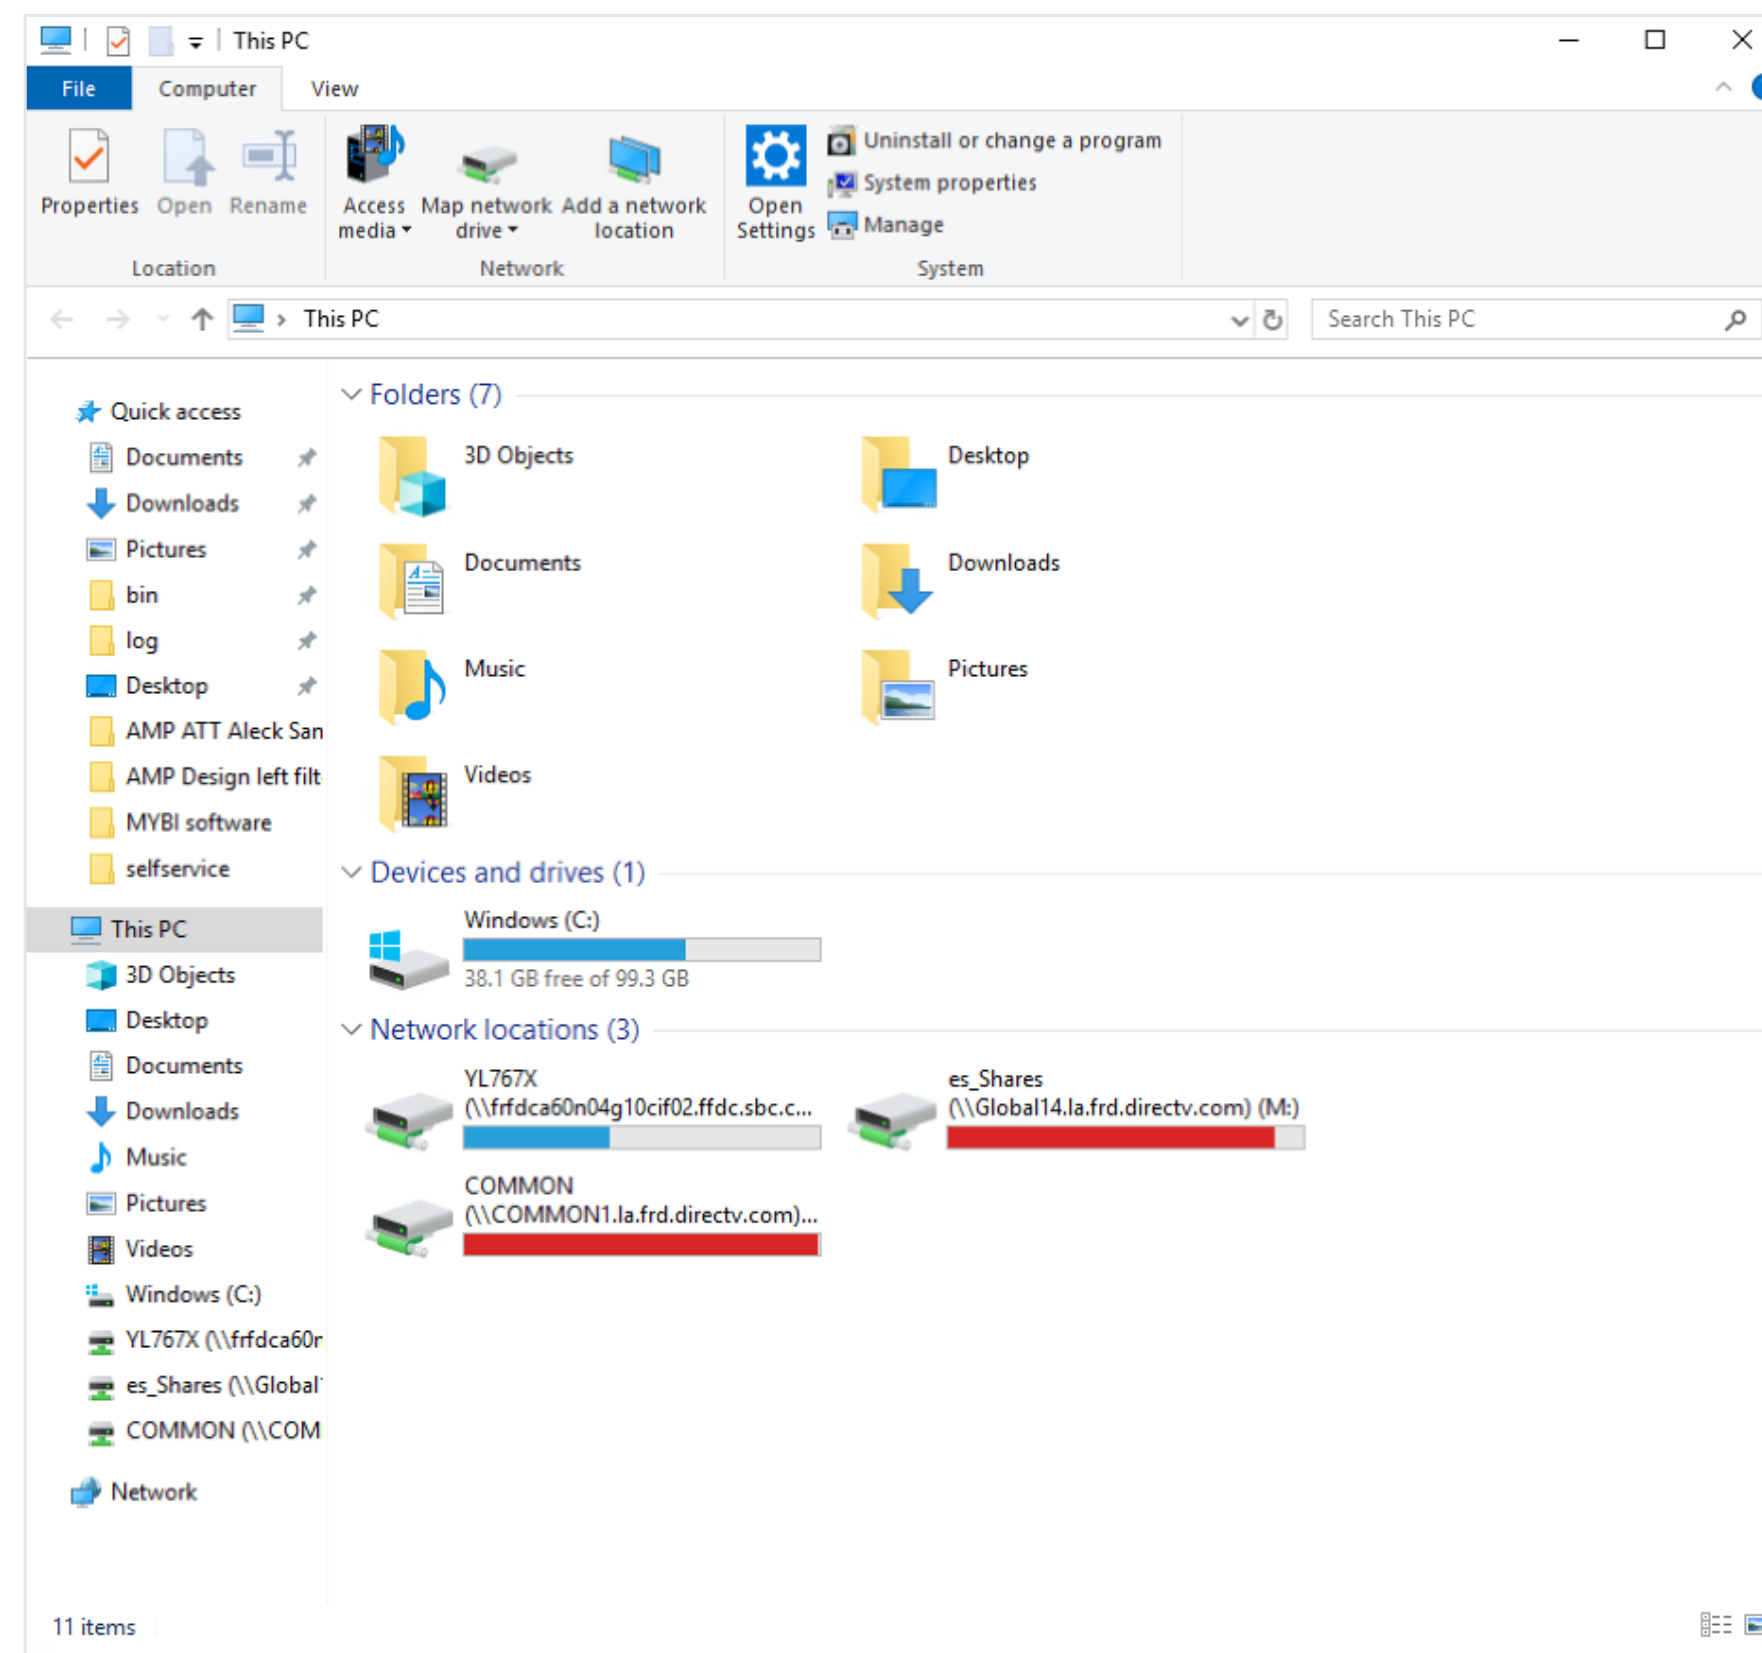 This PC
File Computer View
Properties Open Rename
Access media
Map network drive
Add a network location
Open Settings
Uninstall or change a program
System properties
Manage
Location Network System
This PC
Search This PC
Quick access
Documents
Downloads
Pictures
bin
log
Desktop
AMP ATT Aleck San
AMP Design left filt
MYBI software
selfservice
This PC
3D Objects
Desktop
Documents
Downloads
Music
Pictures
Videos
Windows (C:)
YL767X (\\frfdca60n
es_Shares (\\Global
COMMON (\\COM
Network
Folders (7)
3D Objects
Desktop
Documents
Downloads
Music
Pictures
Videos
Devices and drives (1)
Windows (C:)
38.1 GB free of 99.3 GB
Network locations (3)
YL767X
(\\frfdca60n04g10cif02.ffdc.sbc.c...
es_Shares
(\\Global14.la.frd.directv.com) (M:)
COMMON
(\\COMMON1.la.frd.directv.com)...
11 items